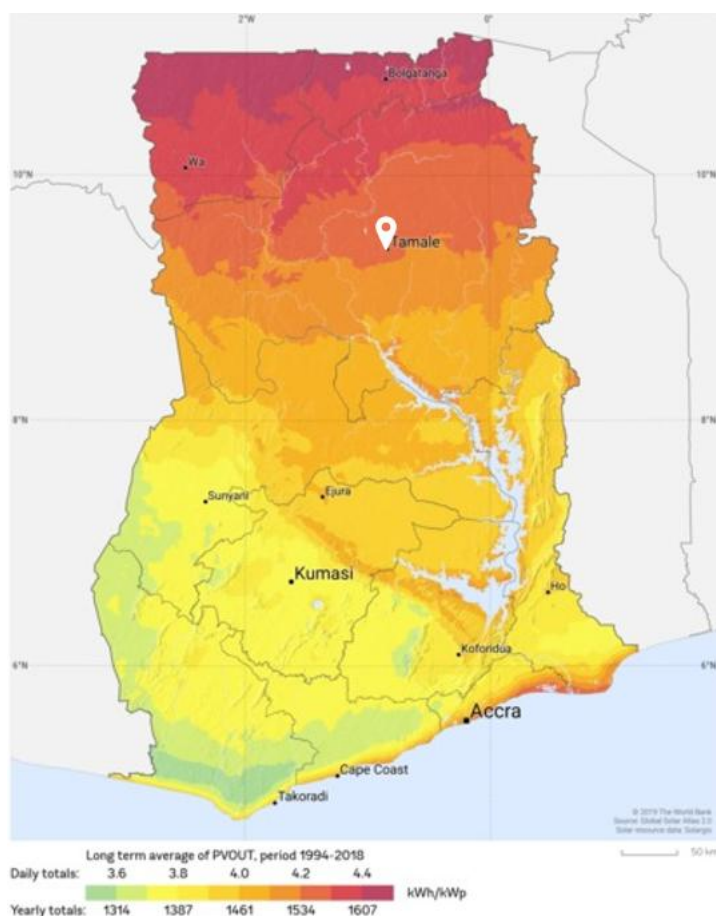 2°W 0°
Bolgatanga
Wa
10°N 10°N
Tamale
8°N 8°N
Sunyani
Ejura
Kumasi
Ho
6°N 6°N
Koforidua
Accra
Cape Coast
Takoradi
© 2019 The World Bank
Source: Global Solar Atlas 2.0
Solar resource data: Solargis
50 km
Long term average of PVOUT, period 1994-2018
Daily totals: 3.6 3.8 4.0 4.2 4.4
kWh/kWp
Yearly totals: 1314 1387 1461 1534 1607